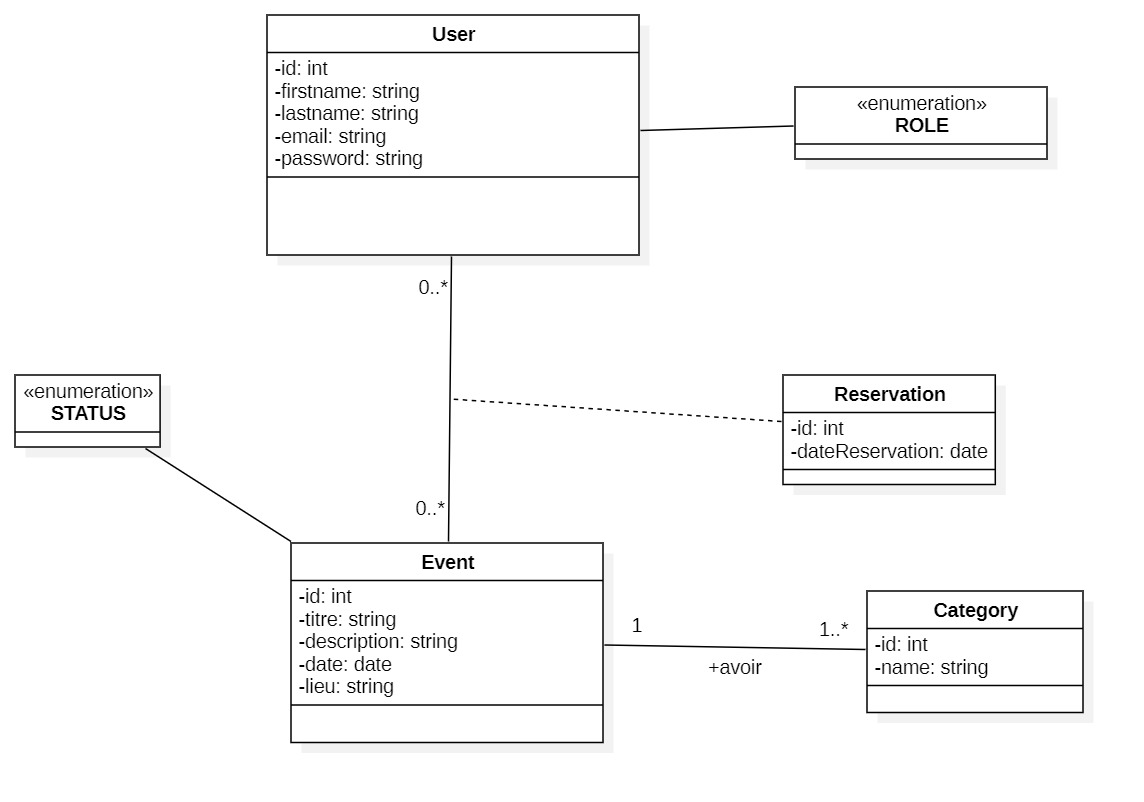 User
-id: int
-firstname: string
-lastname: string
-email: string
-password: string
«enumeration»
ROLE
0..*
«enumeration»
STATUS
Reservation
-id: int
-dateReservation: date
0..*
Event
-id: int
-titre: string
-description: string
-date: date
-lieu: string
1
1..*
+avoir
Category
-id: int
-name: string